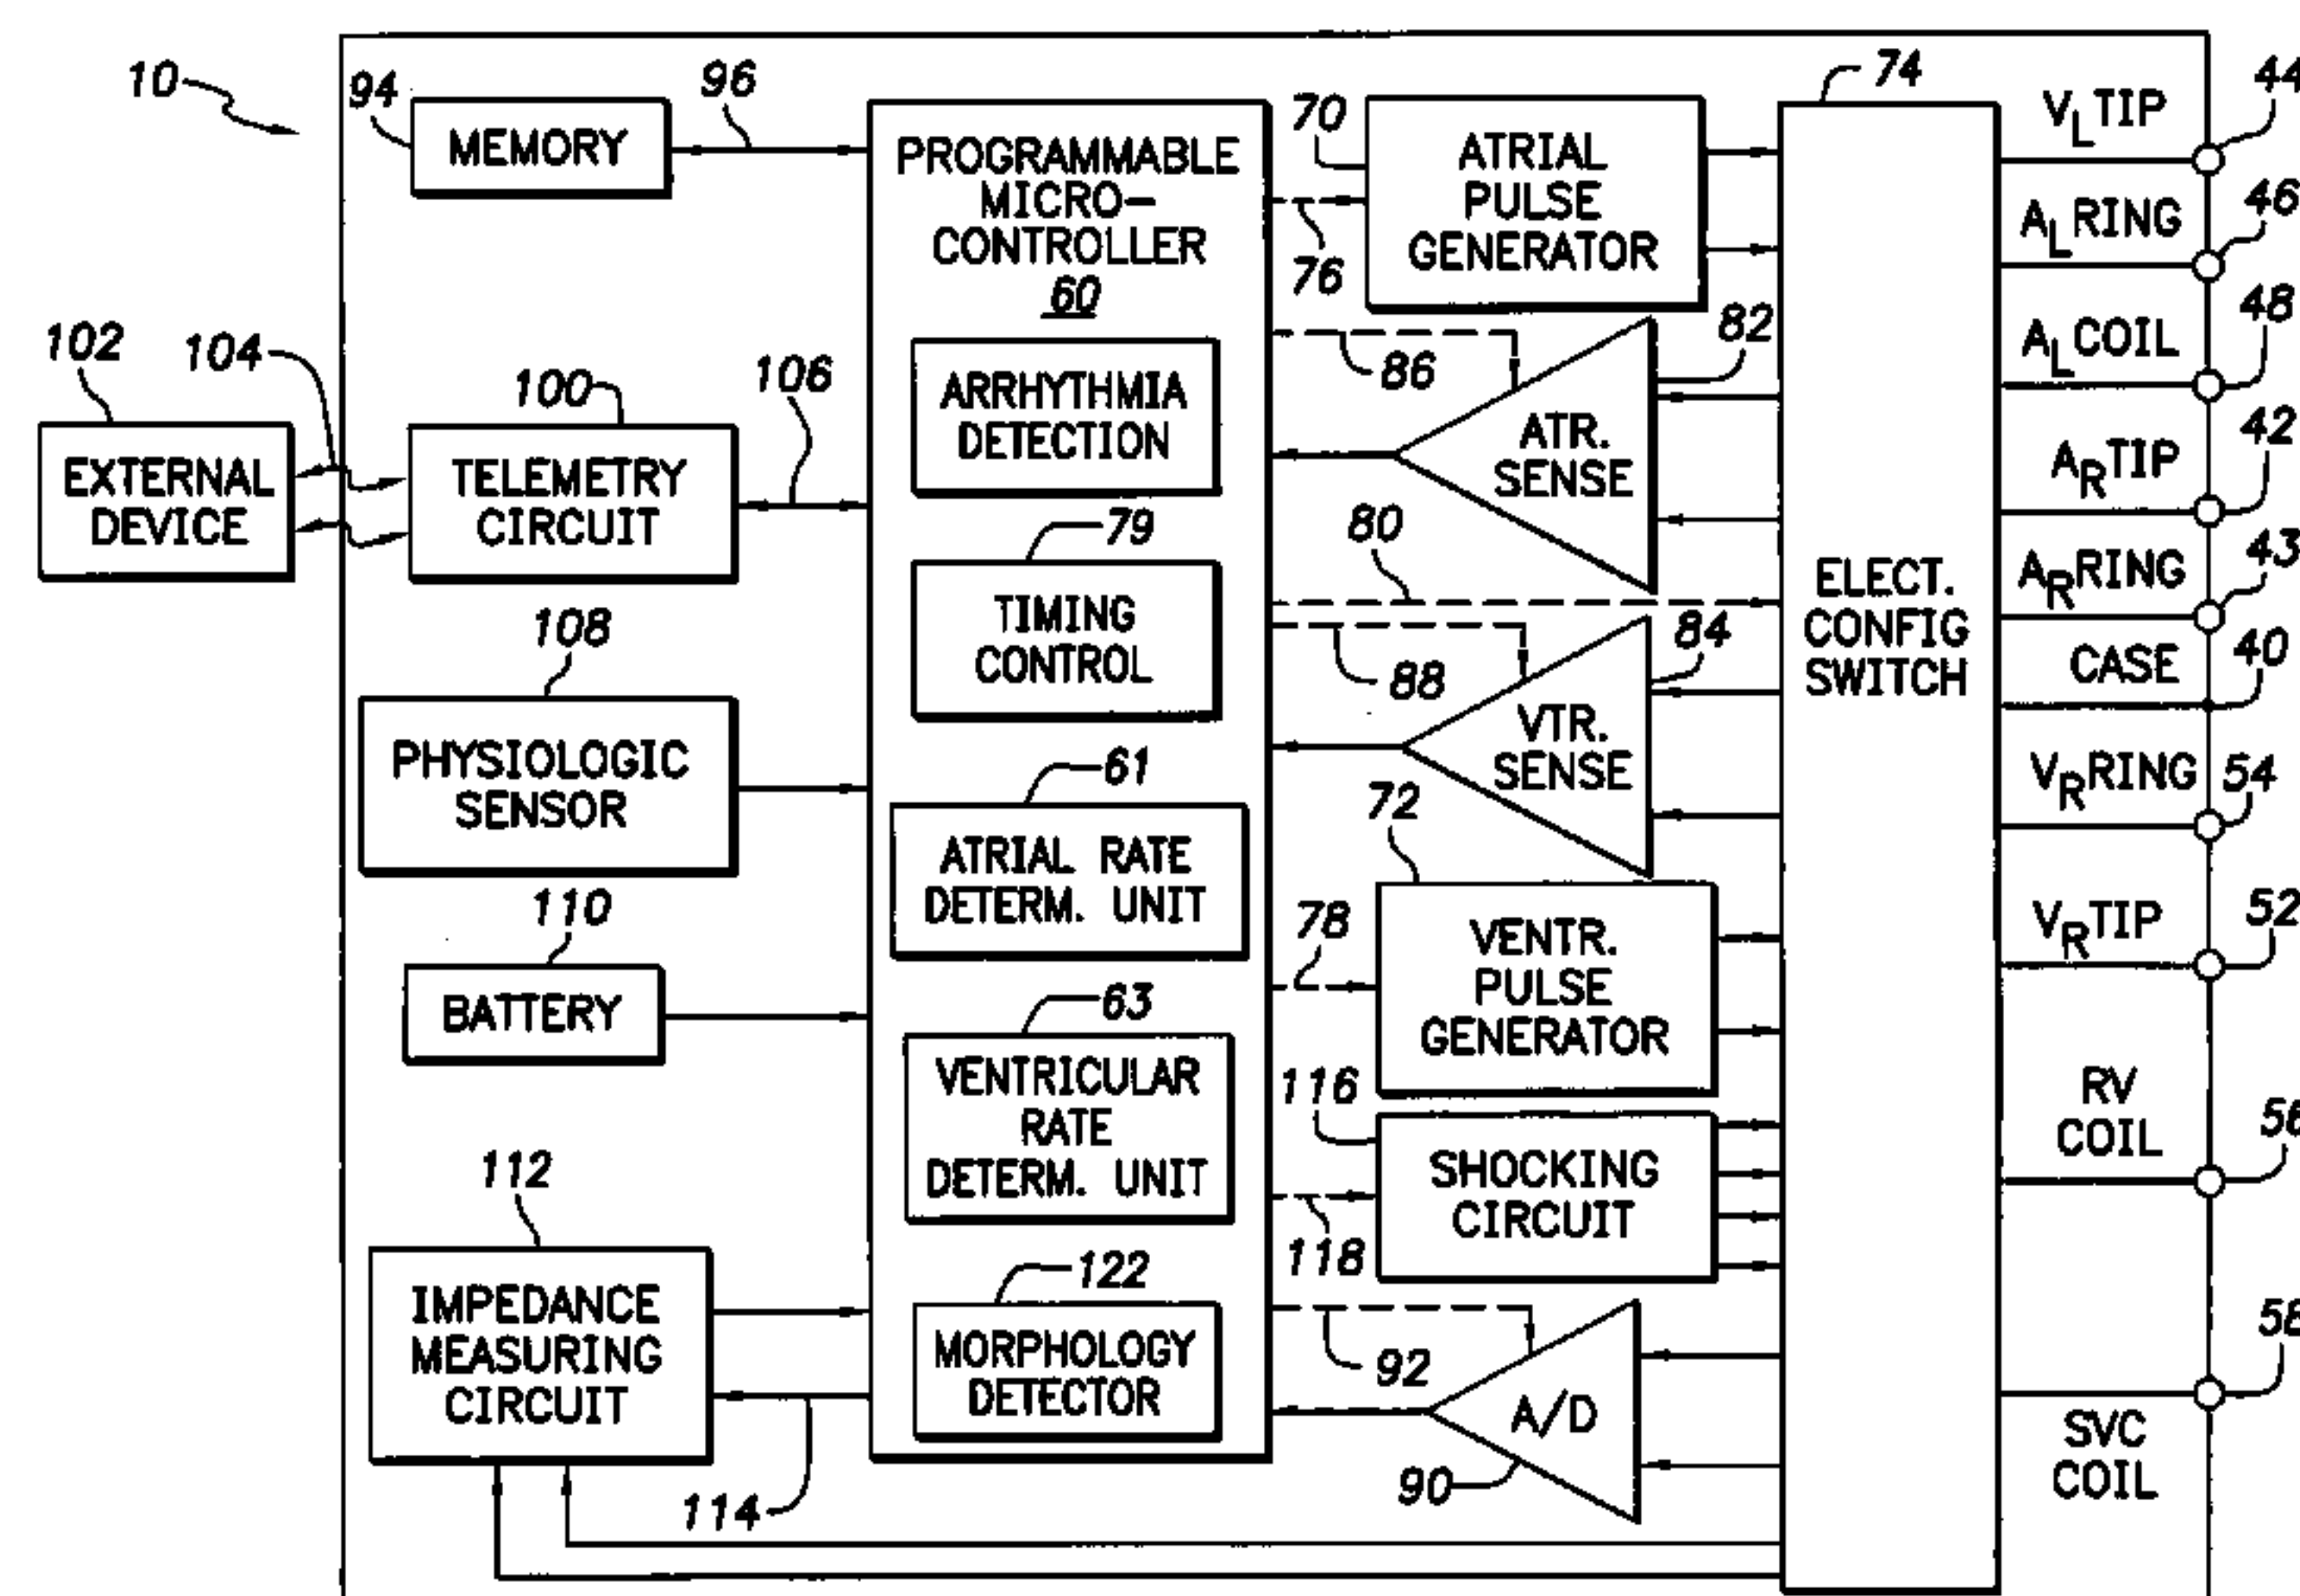 10
94
MEMORY
96
PROGRAMMABLE
MICRO-
CONTROLLER
60
70
ATRIAL
PULSE
GENERATOR
76
74
VLTIP
44
ALRING
46
ALCOIL
48
ARTIP
42
ARRING
43
CASE
40
VRRING
54
VRTIP
52
RV
COIL
56
58
SVC
COIL
102
EXTERNAL
DEVICE
104
100
TELEMETRY
CIRCUIT
106
ARRHYTHMIA
DETECTION
86
82
ATR.
SENSE
79
TIMING
CONTROL
80
88
84
VTR.
SENSE
ELECT.
CONFIG
SWITCH
108
PHYSIOLOGIC
SENSOR
61
ATRIAL RATE
DETERM. UNIT
72
78
VENTR.
PULSE
GENERATOR
110
BATTERY
63
VENTRICULAR
RATE
DETERM. UNIT
116
SHOCKING
CIRCUIT
118
112
IMPEDANCE
MEASURING
CIRCUIT
114
122
MORPHOLOGY
DETECTOR
92
A/D
90